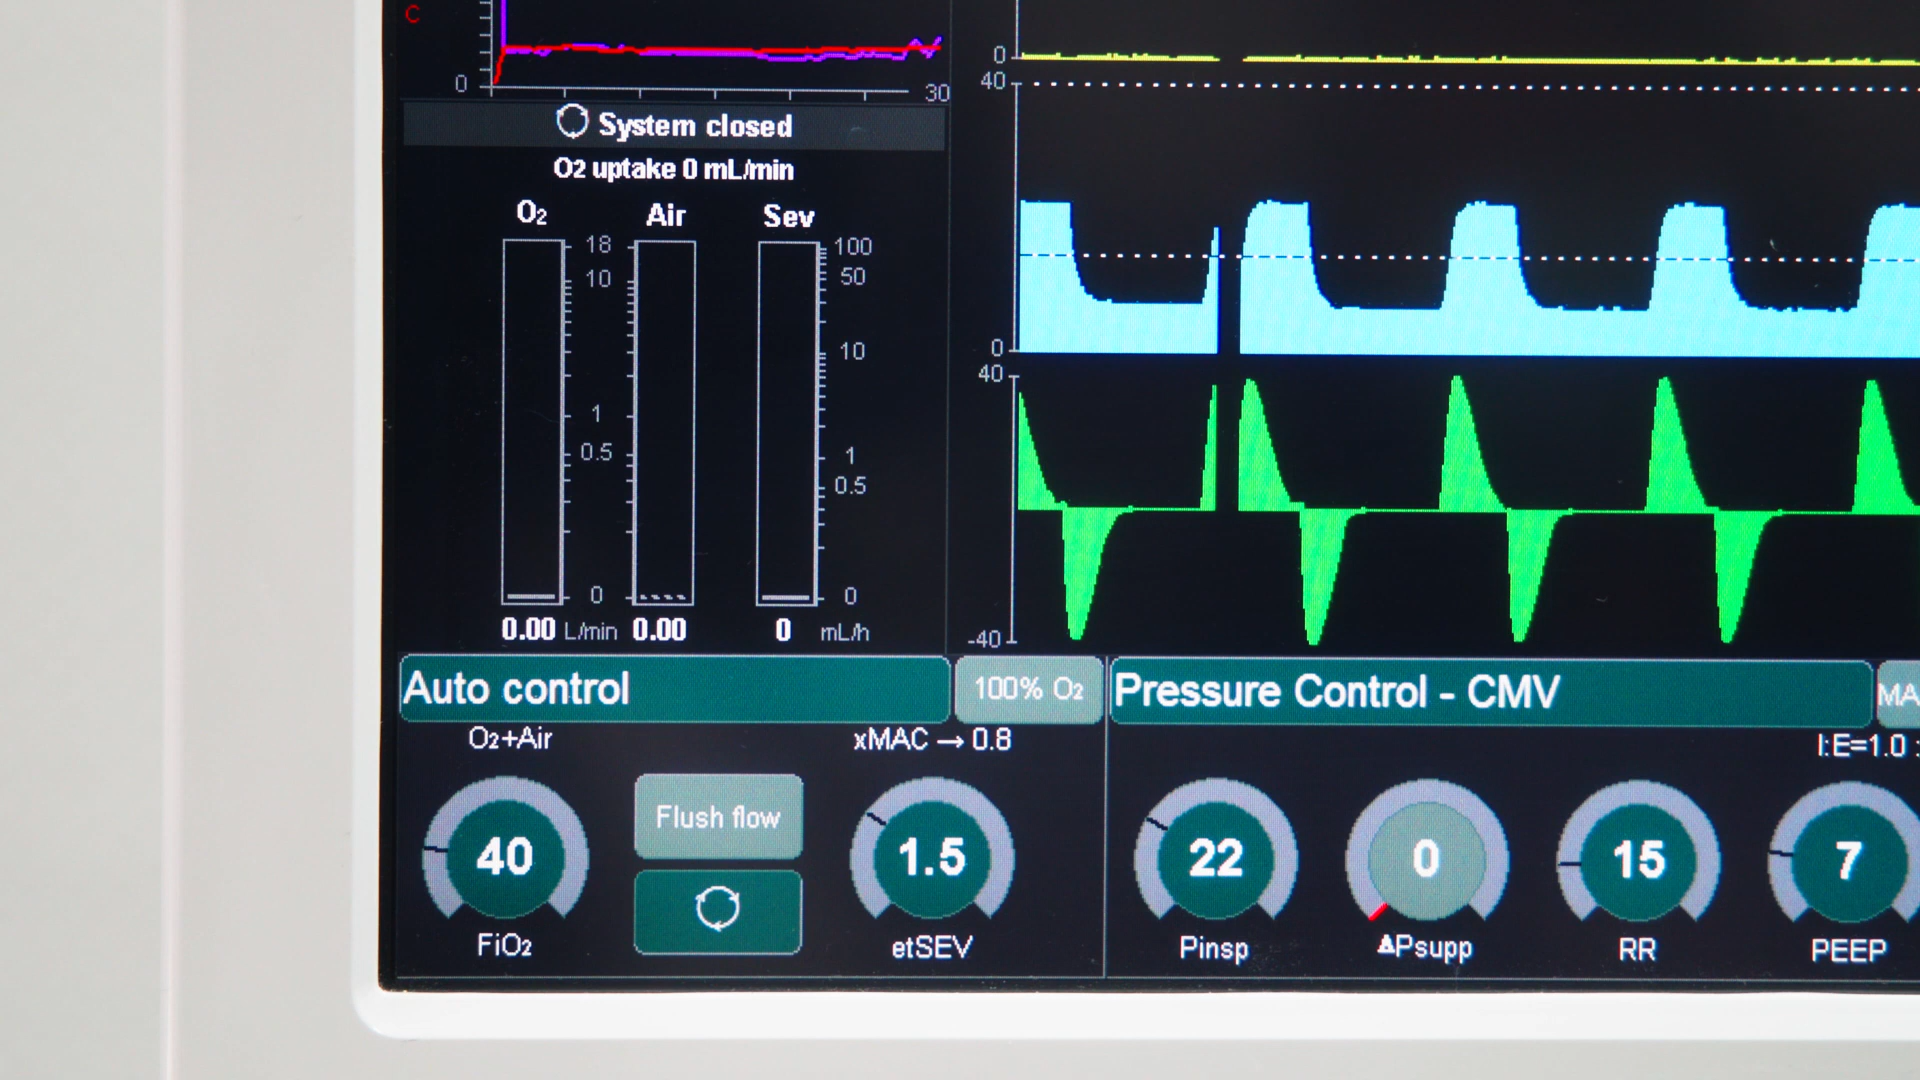 C
0
30
System closed
O2 uptake 0 mL/min
O2 Air Sev
18 100
10 50
10
1 1
0.5 0.5
0 0
0.00 L/min 0.00 0 mL/h
0
40
0
40
-40
Auto control
100% O2
Pressure Control - CMV
MA
O2+Air
xMAC → 0.8
I:E=1.0 :
Flush flow
40
1.5
22
0
15
7
FiO2
etSEV
Pinsp
ΔPsupp
RR
PEEP